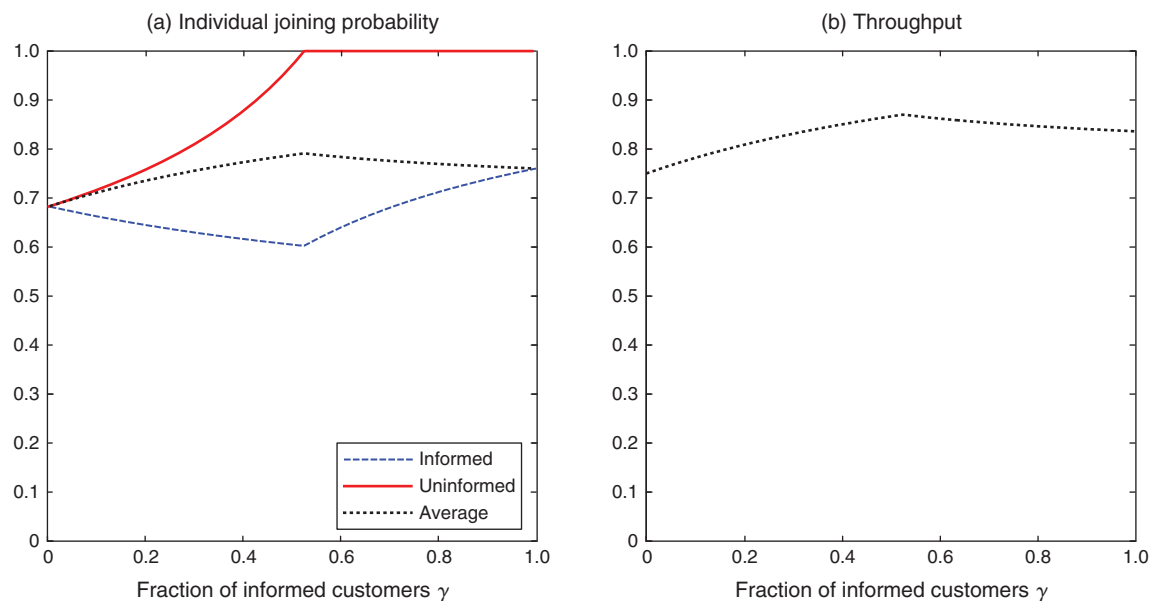 (a) Individual joining probability
1.0
0.9
0.8
0.7
0.6
0.5
0.4
0.3
0.2
0.1
0
Informed
Uninformed
Average
0 0.2 0.4 0.6 0.8 1.0
Fraction of informed customers γ
(b) Throughput
1.0
0.9
0.8
0.7
0.6
0.5
0.4
0.3
0.2
0.1
0
0 0.2 0.4 0.6 0.8 1.0
Fraction of informed customers γ